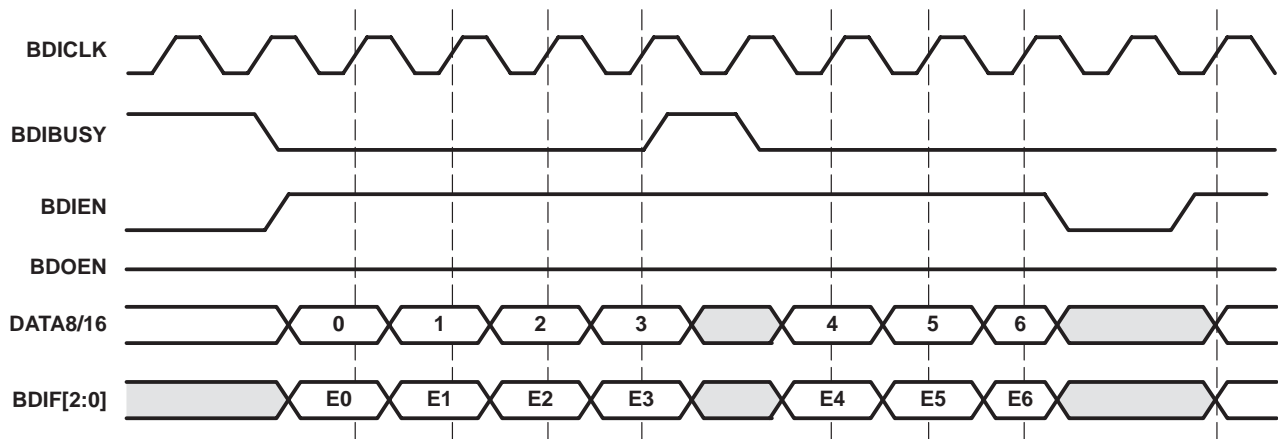 BDICLK
BDIBUSY
BDIEN
BDOEN
DATA8/16 0 1 2 3 4 5 6
BDIF[2:0] E0 E1 E2 E3 E4 E5 E6